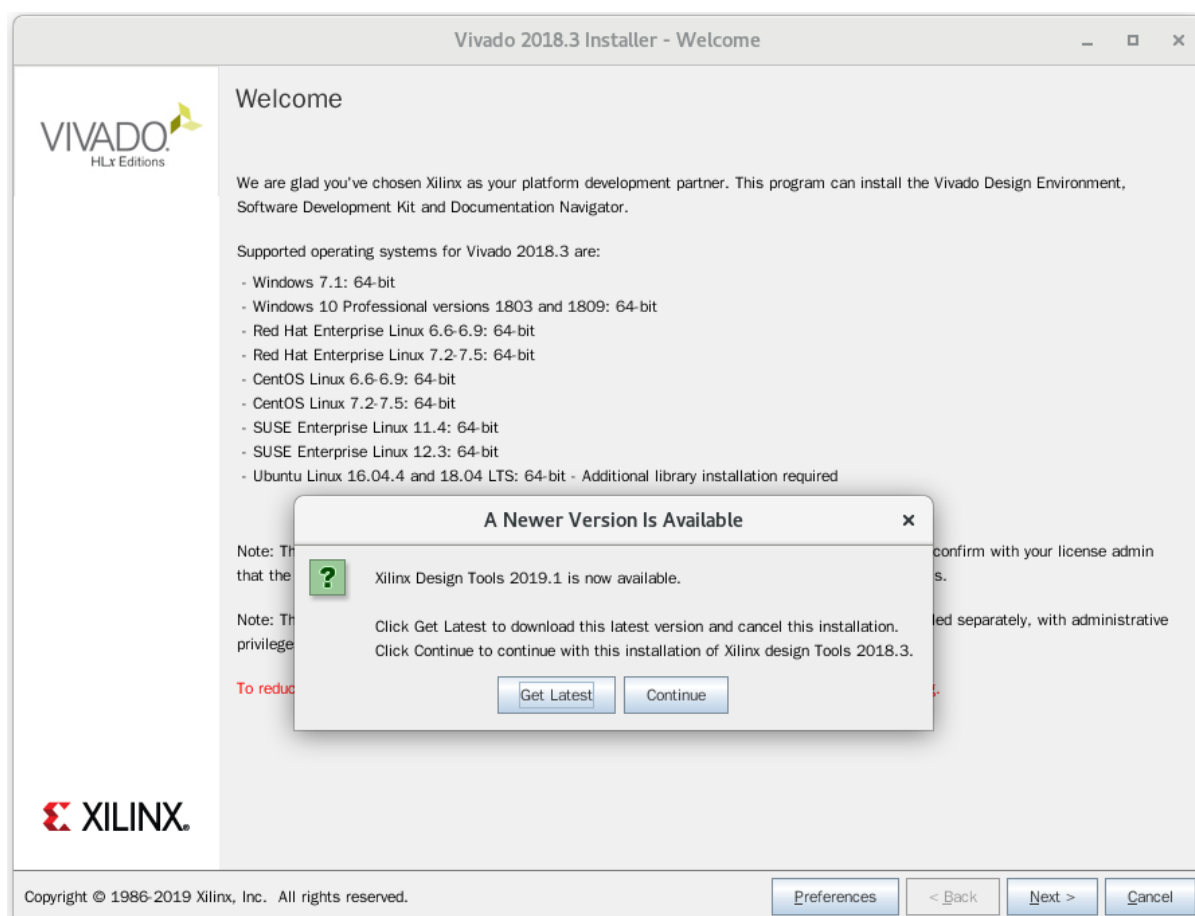 Vivado 2018.3 Installer - Welcome
VIVADO.
HLx Editions
Welcome
We are glad you've chosen Xilinx as your platform development partner. This program can install the Vivado Design Environment,
Software Development Kit and Documentation Navigator.
Supported operating systems for Vivado 2018.3 are:
- Windows 7.1: 64-bit
- Windows 10 Professional versions 1803 and 1809: 64-bit
- Red Hat Enterprise Linux 6.6-6.9: 64-bit
- Red Hat Enterprise Linux 7.2-7.5: 64-bit
- CentOS Linux 6.6-6.9: 64-bit
- CentOS Linux 7.2-7.5: 64-bit
- SUSE Enterprise Linux 11.4: 64-bit
- SUSE Enterprise Linux 12.3: 64-bit
- Ubuntu Linux 16.04.4 and 18.04 LTS: 64-bit - Additional library installation required
Note: Th
confirm with your license admin
that the
s.
Note: Th
led separately, with administrative
privilege
To reduc
A Newer Version Is Available
Xilinx Design Tools 2019.1 is now available.
Click Get Latest to download this latest version and cancel this installation.
Click Continue to continue with this installation of Xilinx design Tools 2018.3.
Get Latest
Continue
XILINX®
Copyright © 1986-2019 Xilinx, Inc. All rights reserved.
Preferences
< Back
Next >
Cancel